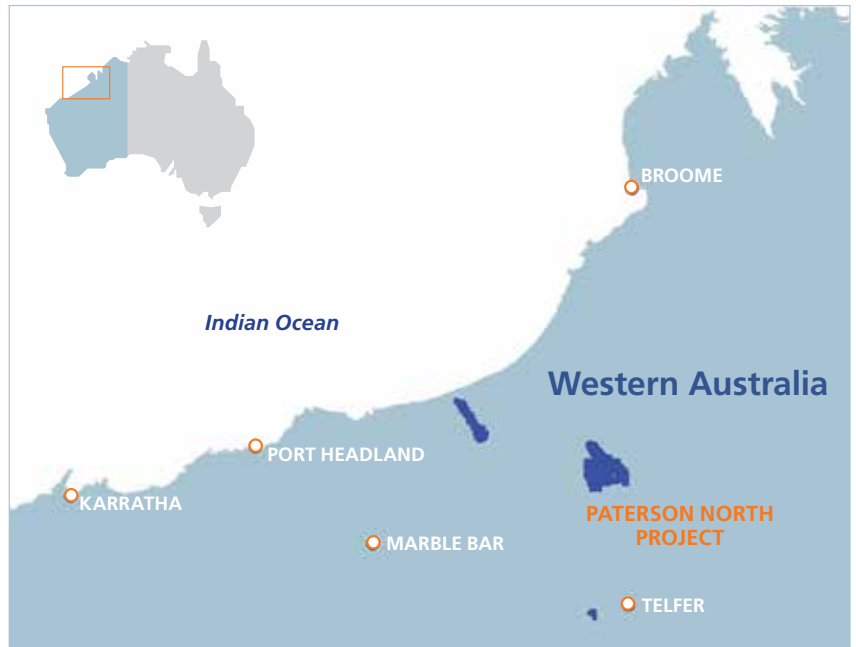 BROOME
Indian Ocean
Western Australia
PORT HEADLAND
KARRATHA
PATERSON NORTH
PROJECT
MARBLE BAR
TELFER